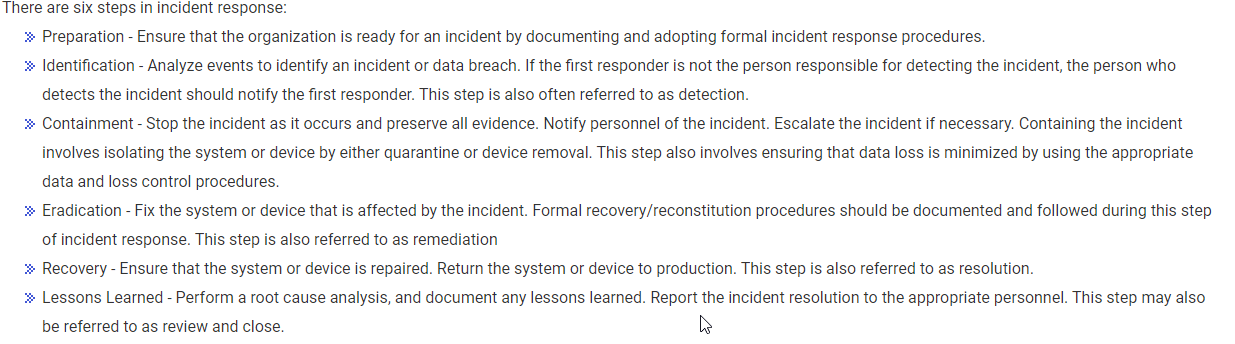 There are six steps in incident response:
Preparation - Ensure that the organization is ready for an incident by documenting and adopting formal incident response procedures.
Identification - Analyze events to identify an incident or data breach. If the first responder is not the person responsible for detecting the incident, the person who
detects the incident should notify the first responder. This step is also often referred to as detection.
Containment - Stop the incident as it occurs and preserve all evidence. Notify personnel of the incident. Escalate the incident if necessary. Containing the incident
involves isolating the system or device by either quarantine or device removal. This step also involves ensuring that data loss is minimized by using the appropriate
data and loss control procedures.
Eradication - Fix the system or device that is affected by the incident. Formal recovery/reconstitution procedures should be documented and followed during this step
of incident response. This step is also referred to as remediation
Recovery - Ensure that the system or device is repaired. Return the system or device to production. This step is also referred to as resolution.
Lessons Learned - Perform a root cause analysis, and document any lessons learned. Report the incident resolution to the appropriate personnel. This step may also
be referred to as review and close.